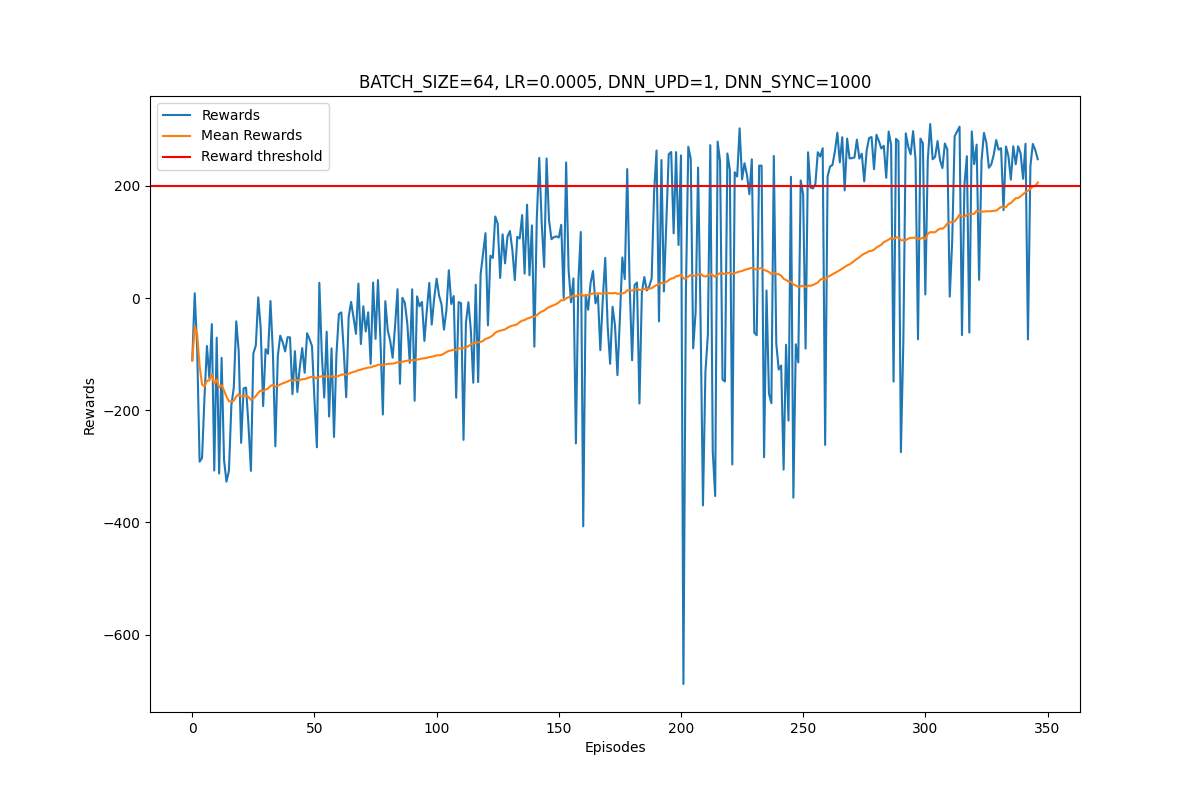 BATCH_SIZE=64, LR=0.0005, DNN_UPD=1, DNN_SYNC=1000
Rewards
Mean Rewards
Reward threshold
200
0
−200
−400
−600
Rewards
0
50
100
150
200
250
300
350
Episodes